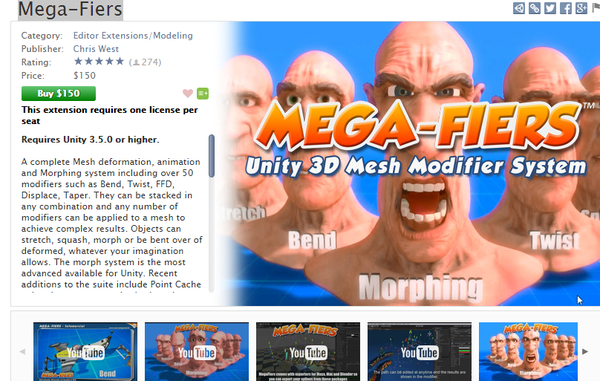 Mega-Fiers
Category: Editor Extensions/Modeling
Publisher: Chris West
Rating: ★★★★★ (274)
Price: $150
Buy $150
This extension requires one license per
seat
Requires Unity 3.5.0 or higher.
A complete Mesh deformation, animation
and Morphing system including over 50
modifiers such as Bend, Twist, FFD,
Displace, Taper. They can be stacked in
any combination and any number of
modifiers can be applied to a mesh to
achieve complex results. Objects can
stretch, squash, morph or be bent over of
deformed, whatever your imagination
allows. The morph system is the most
advanced available for Unity. Recent
additions to the suite include Point Cache
MEGA-FIERS™
Unity 3D Mesh Modifier System
Stretch
Bend
Twist
Morphing
YouTube
Bend
YouTube
MEGA-FIERS
YouTube
YouTube
MEGA-FIERS